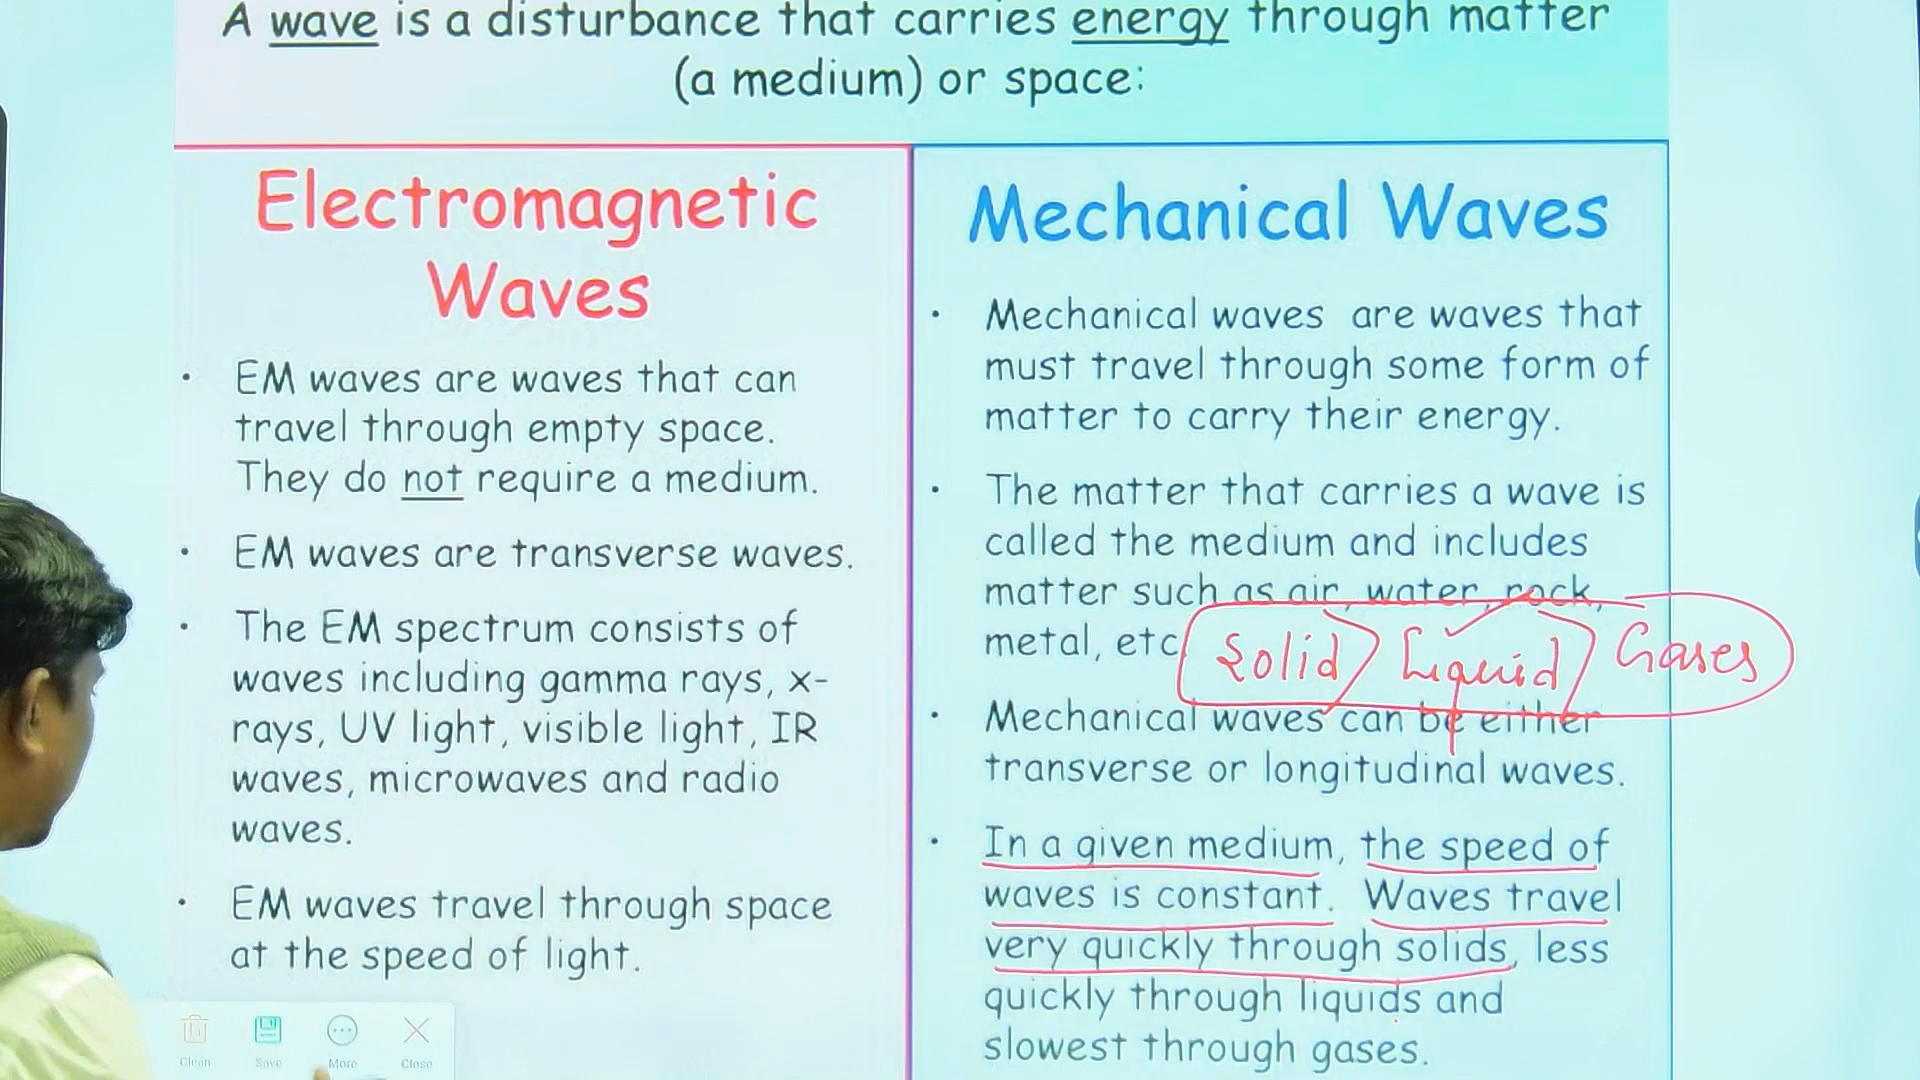 A wave is a disturbance that carries energy through matter
(a medium) or space:
Electromagnetic
Waves
• EM waves are waves that can
travel through empty space.
They do not require a medium.
• EM waves are transverse waves.
• The EM spectrum consists of
waves including gamma rays, x-
rays, UV light, visible light, IR
waves, microwaves and radio
waves.
• EM waves travel through space
at the speed of light.
Mechanical Waves
• Mechanical waves are waves that
must travel through some form of
matter to carry their energy.
• The matter that carries a wave is
called the medium and includes
matter such as air, water, rock,
metal, etc
Solid Liquid Gases
• Mechanical waves can be either
transverse or longitudinal waves.
• In a given medium, the speed of
waves is constant. Waves travel
very quickly through solids, less
quickly through liquids and
slowest through gases.
Clean Save More Close